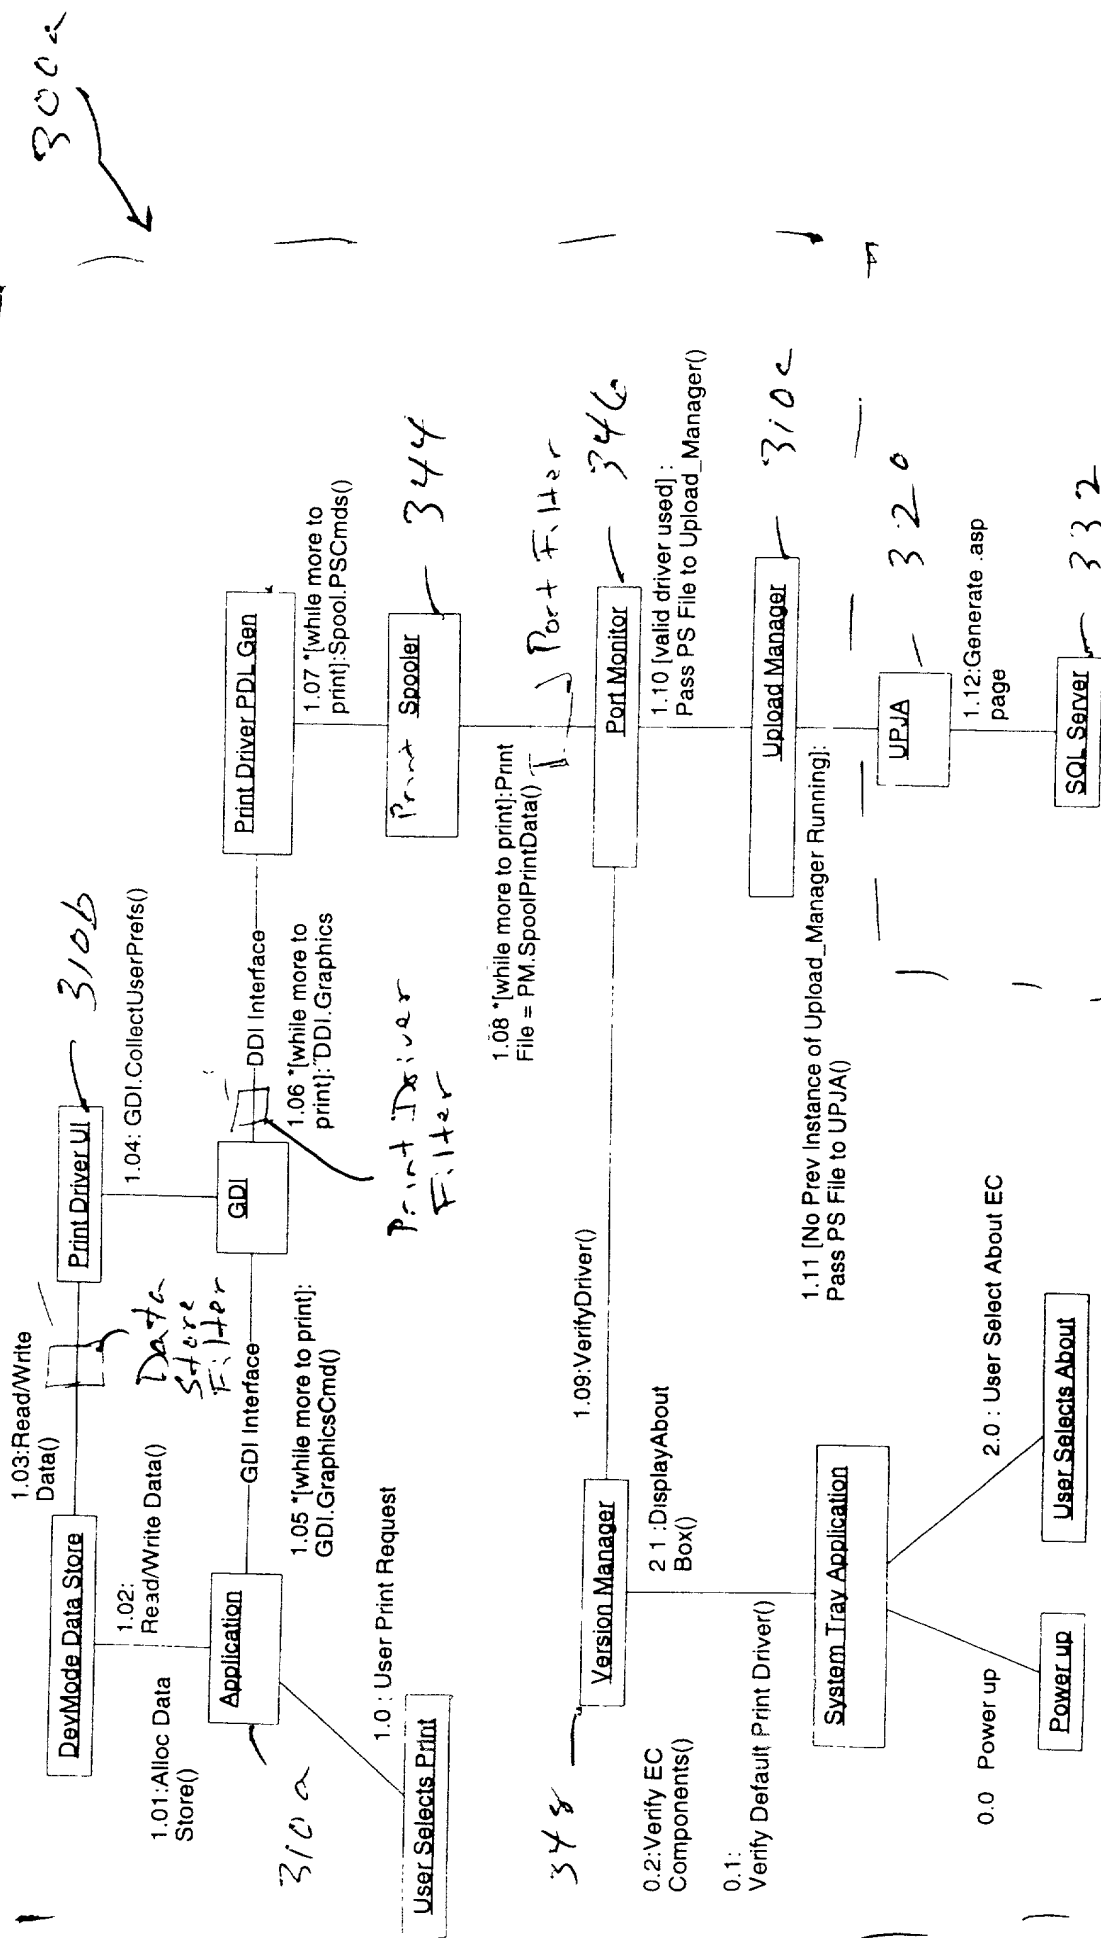 300a
1.03:Read/Write
Data()
DevMode Data Store
Print Driver UI
310b
Data
Store
Filter
1.02:
Read/Write Data()
1.01:Alloc Data
Store()
1.04: GDI.CollectUserPrefs()
Application
310a
GDI Interface
GDI
DDI Interface
Print Driver PDL Gen
1.05 *[while more to print]:
GDI.GraphicsCmd()
1.06 *[while more to
print]: DDI.Graphics
Print Driver
Filter
1.07 *[while more to
print]:Spool.PSCmds()
1.0 : User Print Request
User Selects Print
Print Spooler
344
1.08 *[while more to print]:Print
File = PM.SpoolPrintData()
Port Filter
348
Version Manager
1.09:VerifyDriver()
Port Monitor
346
0.2:Verify EC
Components()
2 1 :DisplayAbout
Box()
1.10 [valid driver used] :
Pass PS File to Upload_Manager()
0.1:
Verify Default Print Driver()
Upload Manager
310c
System Tray Application
1.11 [No Prev Instance of Upload_Manager Running]:
Pass PS File to UPJA()
UPJA
320
0.0 Power up
2.0 : User Select About EC
1.12:Generate .asp
page
Power up
User Selects About
SQL Server
332